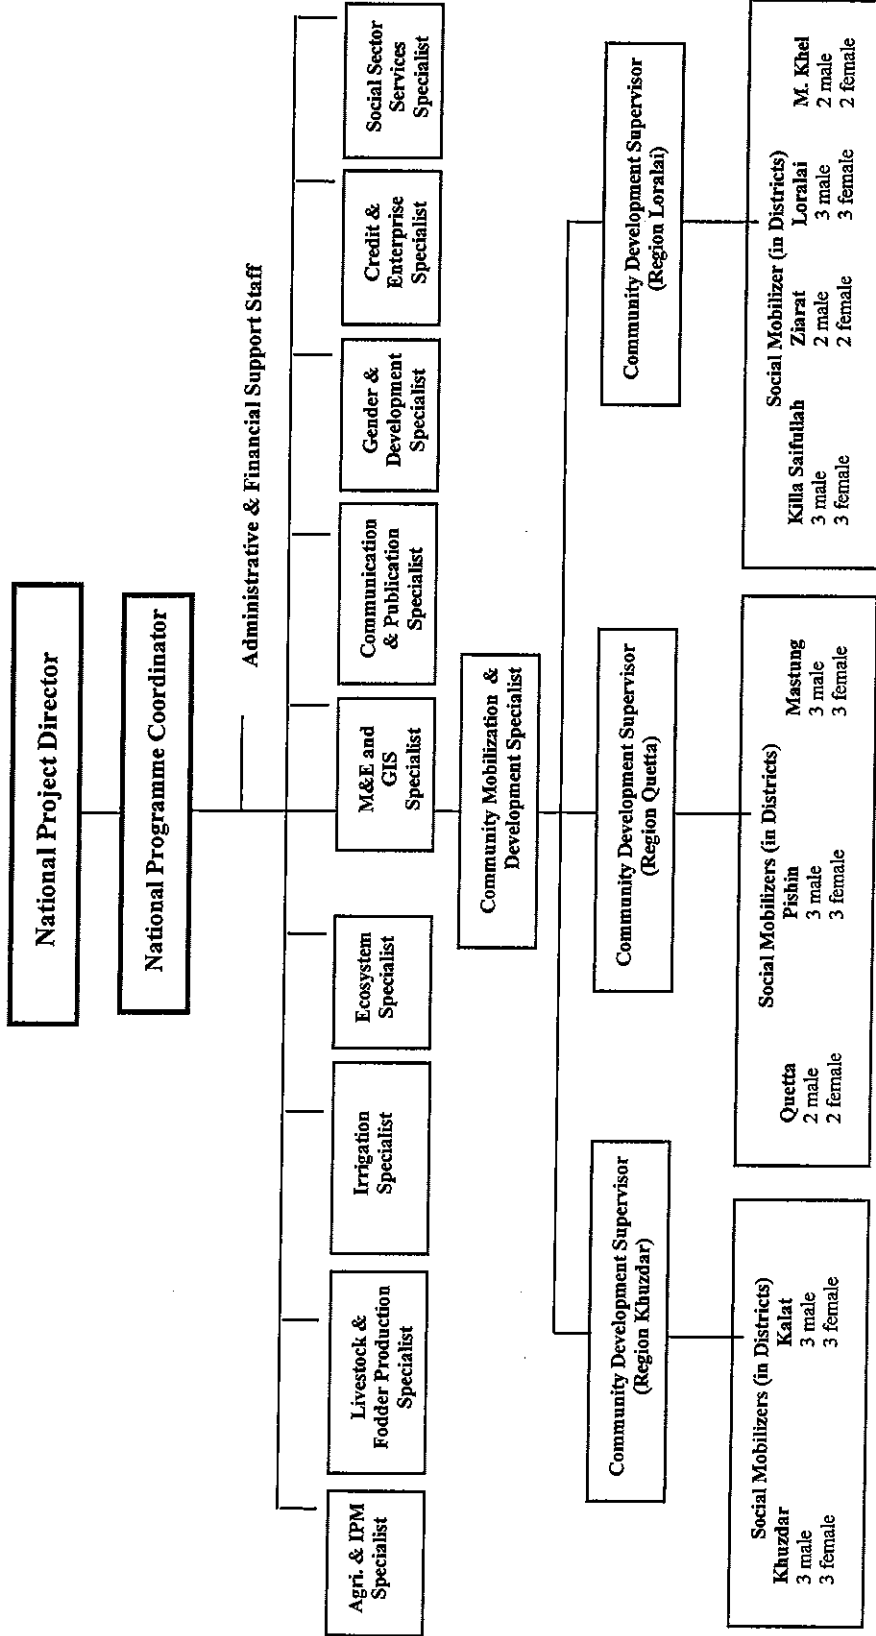 National Project Director
National Programme Coordinator
Administrative & Financial Support Staff
Agri. & IPM
Specialist
Livestock &
Fodder Production
Specialist
Irrigation
Specialist
Ecosystem
Specialist
M&E and
GIS
Specialist
Communication
& Publication
Specialist
Gender &
Development
Specialist
Credit &
Enterprise
Specialist
Social Sector
Services
Specialist
Community Mobilization &
Development Specialist
Community Development Supervisor
(Region Khuzdar)
Community Development Supervisor
(Region Quetta)
Community Development Supervisor
(Region Loralai)
Social Mobilizers (in Districts)
Khuzdar
3 male
3 female
Kalat
3 male
3 female
Social Mobilizers (in Districts)
Quetta
2 male
2 female
Pishin
3 male
3 female
Mastung
3 male
3 female
Social Mobilizer (in Districts)
Killa Saifullah
3 male
3 female
Ziarat
2 male
2 female
Loralai
3 male
3 female
M. Khel
2 male
2 female